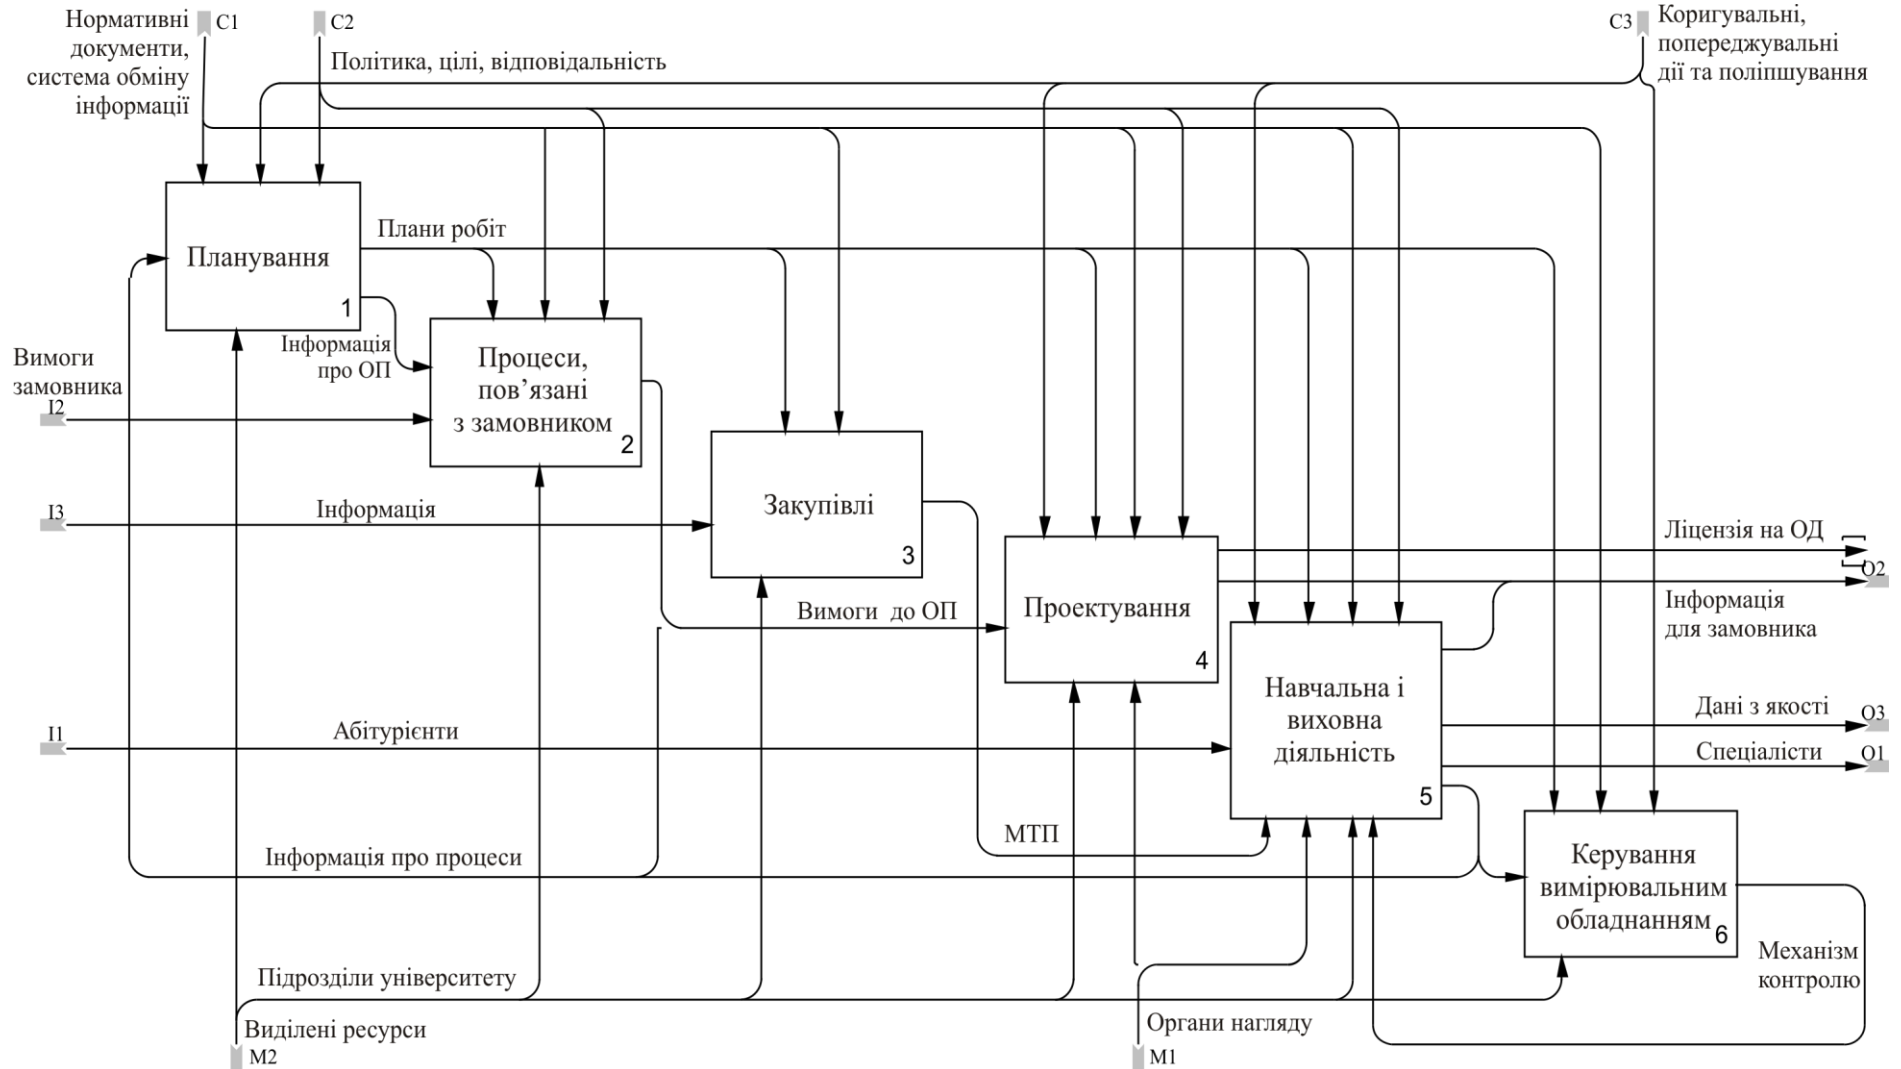 Нормативні
документи,
система обміну
інформації
C1
C2
C3
Коригувальні,
попереджувальні
дії та поліпшування
Політика, цілі, відповідальність
Планування
1
Плани робіт
Інформація
про ОП
Вимоги
замовника
I2
Процеси,
пов’язані
з замовником
2
I3
Інформація
Закупівлі
3
Вимоги до ОП
Проектування
4
Ліцензія на ОД
O2
Інформація
для замовника
I1
Абітурієнти
Навчальна і
виховна
діяльність
5
Дані з якості
O3
Спеціалісти
O1
МТП
Інформація про процеси
Керування
вимірювальним
обладнанням
6
Механізм
контролю
Підрозділи університету
Виділені ресурси
M2
Органи нагляду
M1